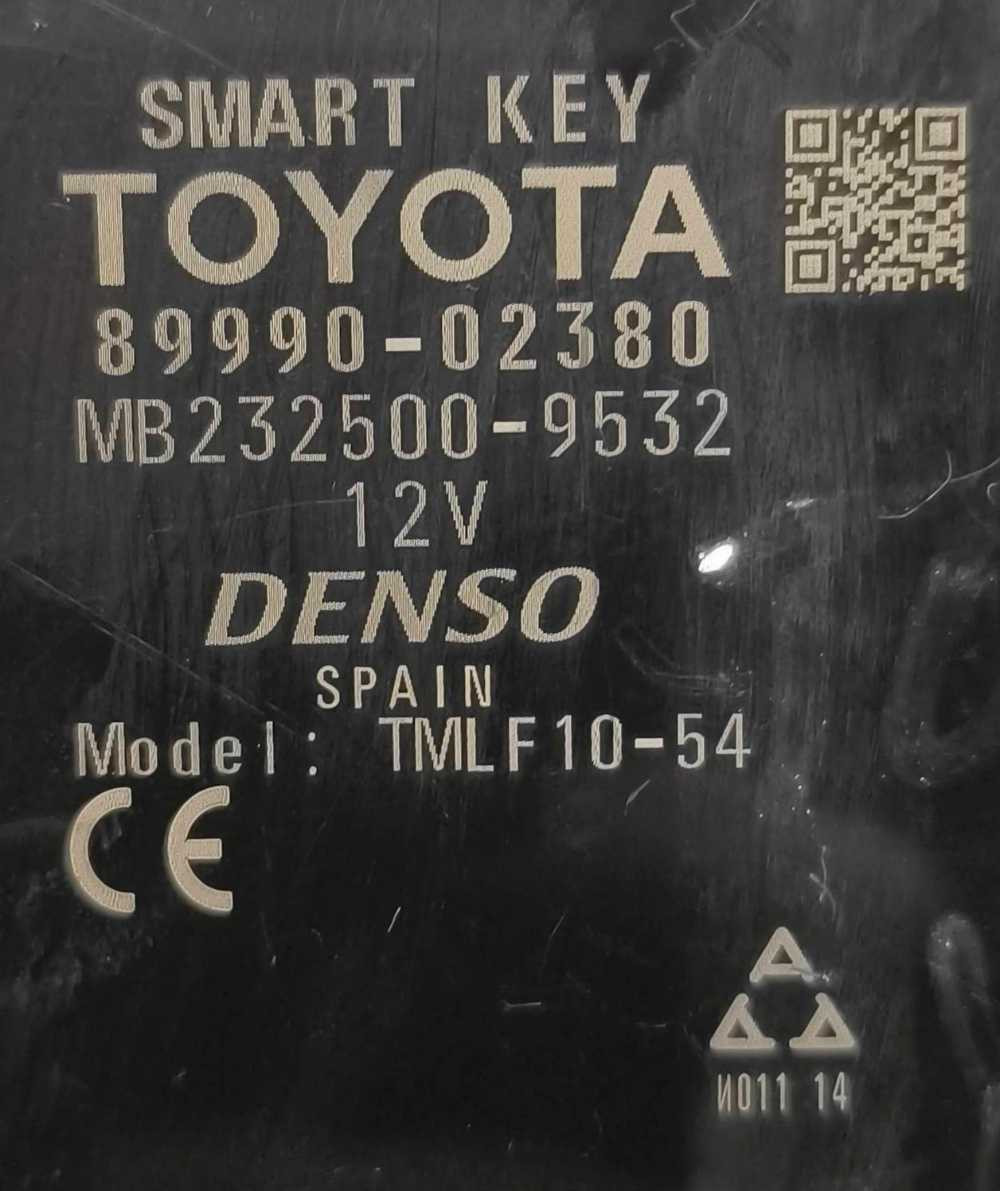 SMART KEY
TOYOTA
89990-02380
MB232500-9532
12V
DENSO
SPAIN
Model: TMLF10-54
CE
И011 14